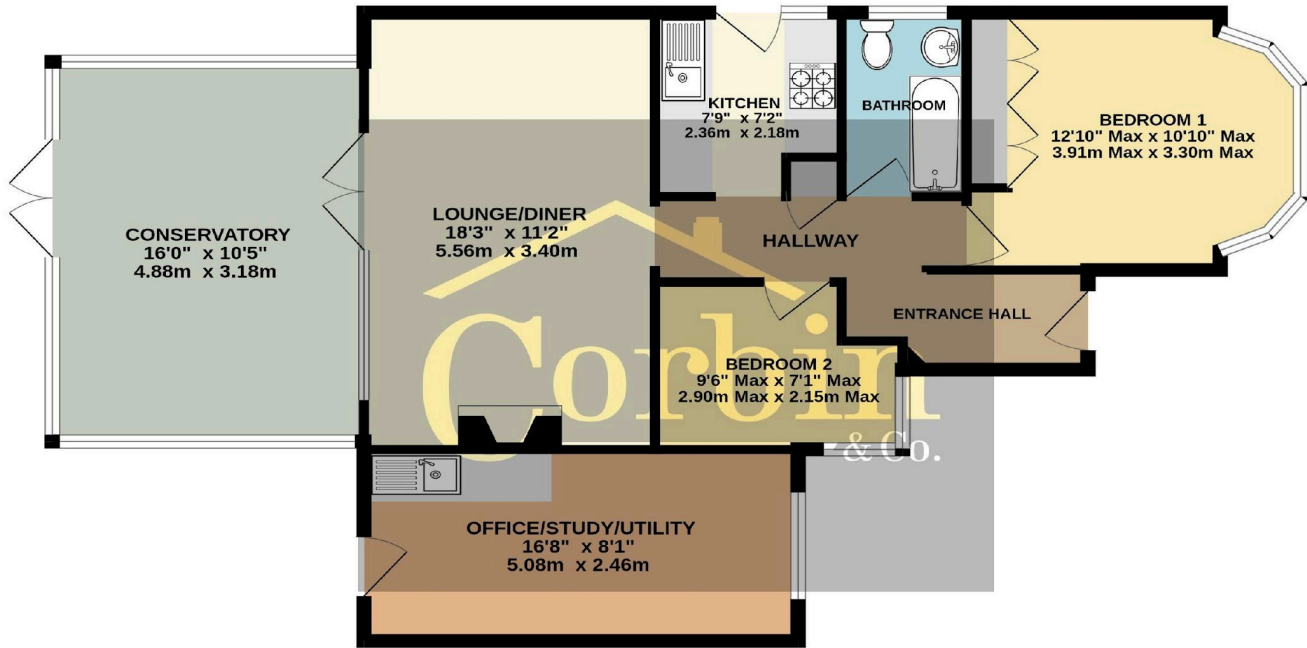 KITCHEN
7'9" x 7'2"
2.36m x 2.18m
BATHROOM
BEDROOM 1
12'10" Max x 10'10" Max
3.91m Max x 3.30m Max
CONSERVATORY
16'0" x 10'5"
4.88m x 3.18m
LOUNGE/DINER
18'3" x 11'2"
5.56m x 3.40m
HALLWAY
ENTRANCE HALL
BEDROOM 2
9'6" Max x 7'1" Max
2.90m Max x 2.15m Max
Corbin
& Co.
OFFICE/STUDY/UTILITY
16'8" x 8'1"
5.08m x 2.46m